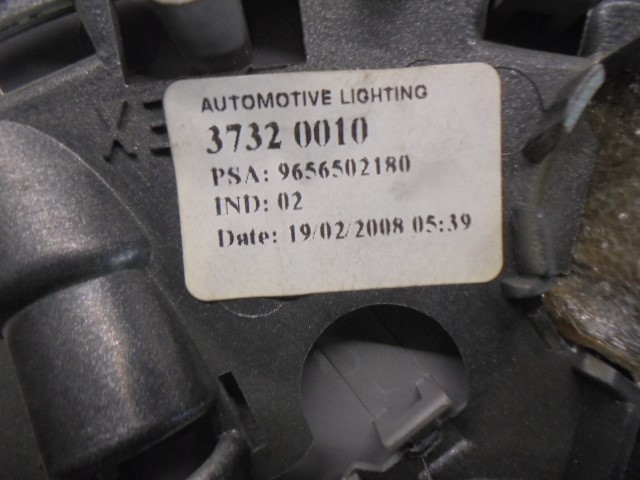 AUTOMOTIVE LIGHTING
3732 0010
PSA: 9656502180
IND: 02
Date: 19/02/2008 05:39